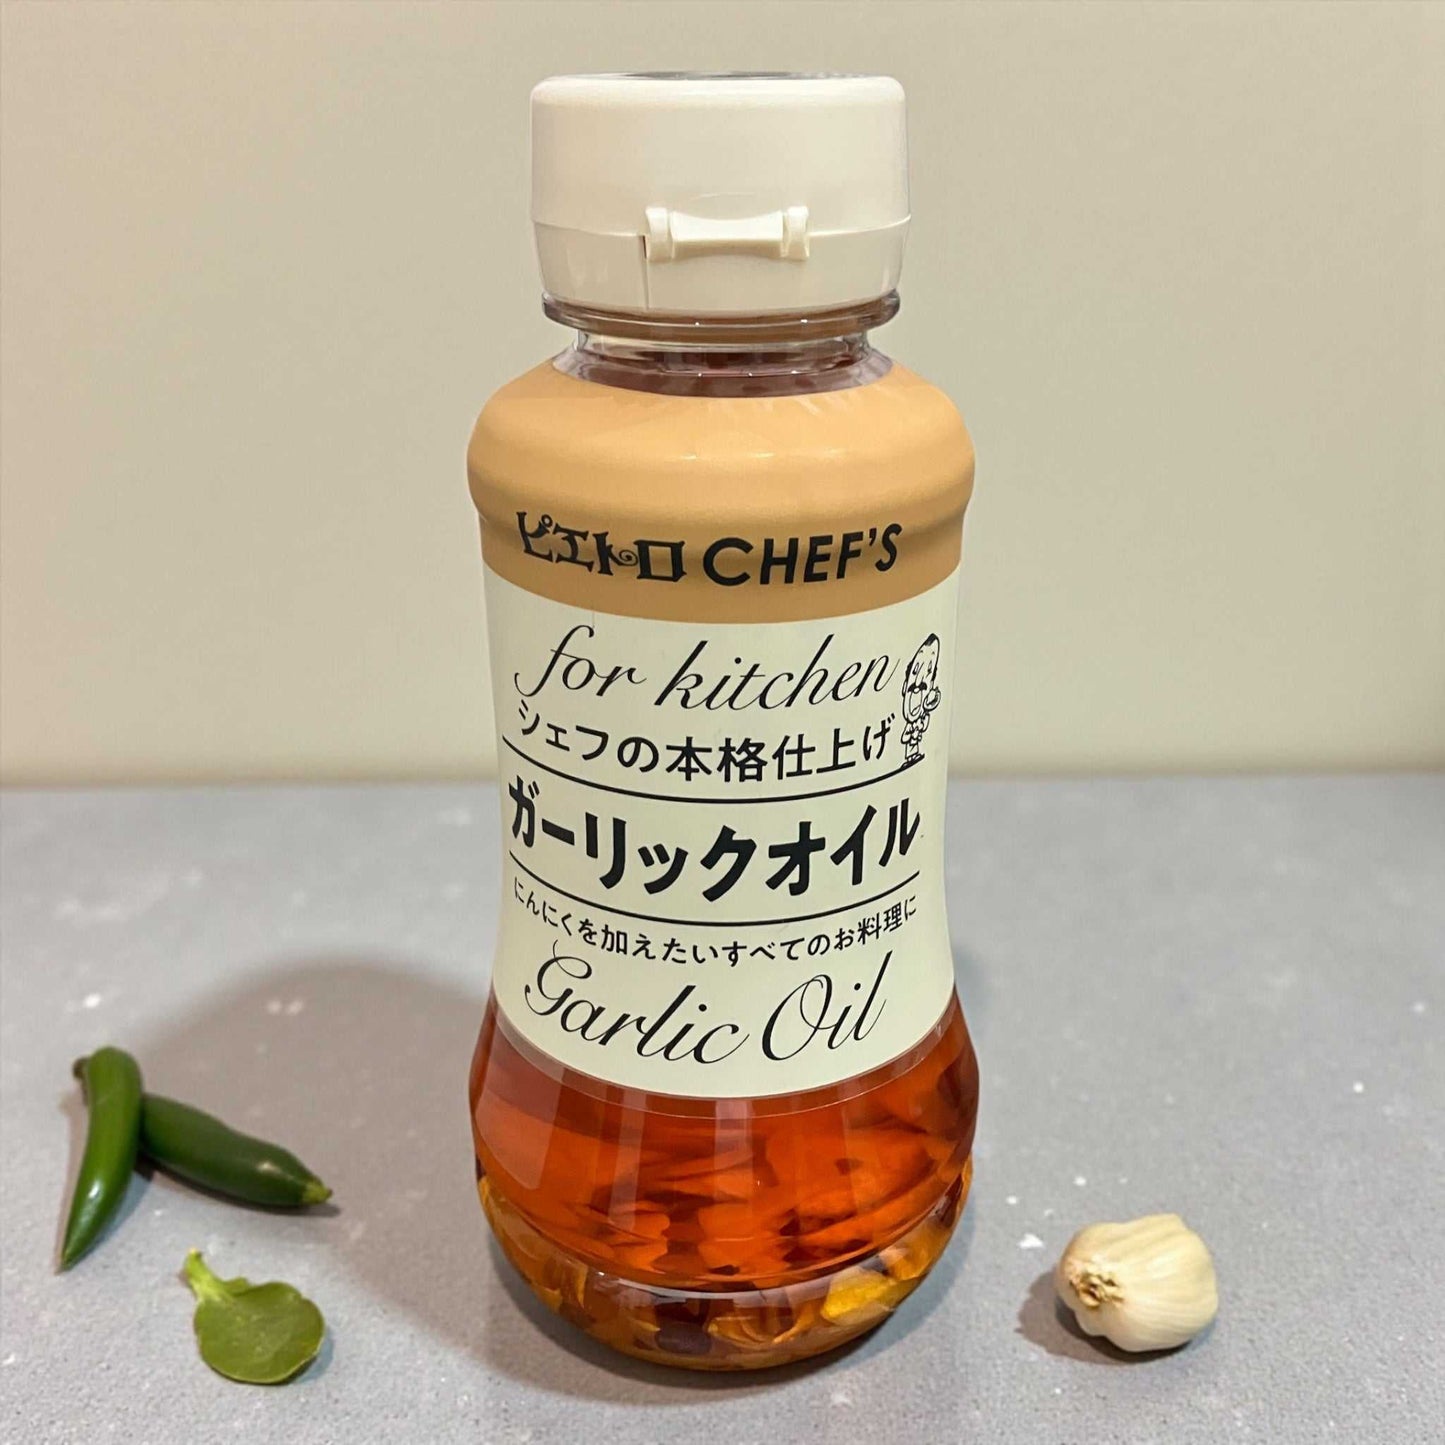 ピエトロ CHEF'S
for kitchen
シェフの本格仕上げ
ガーリックオイル
にんにくを加えたいすべてのお料理に
Garlic Oil